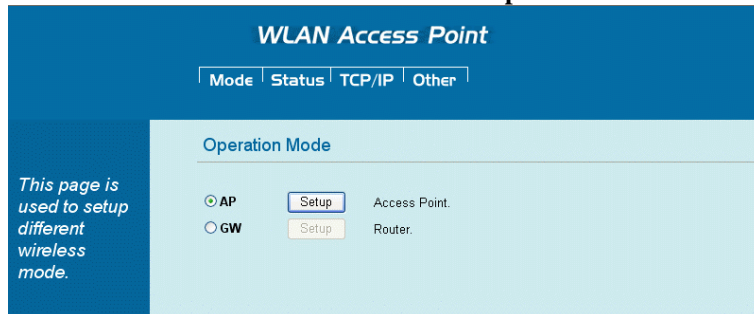 WLAN Access Point
Mode Status TCP/IP Other
Operation Mode
This page is
used to setup
different
wireless
mode.
AP Setup Access Point.
GW Setup Router.